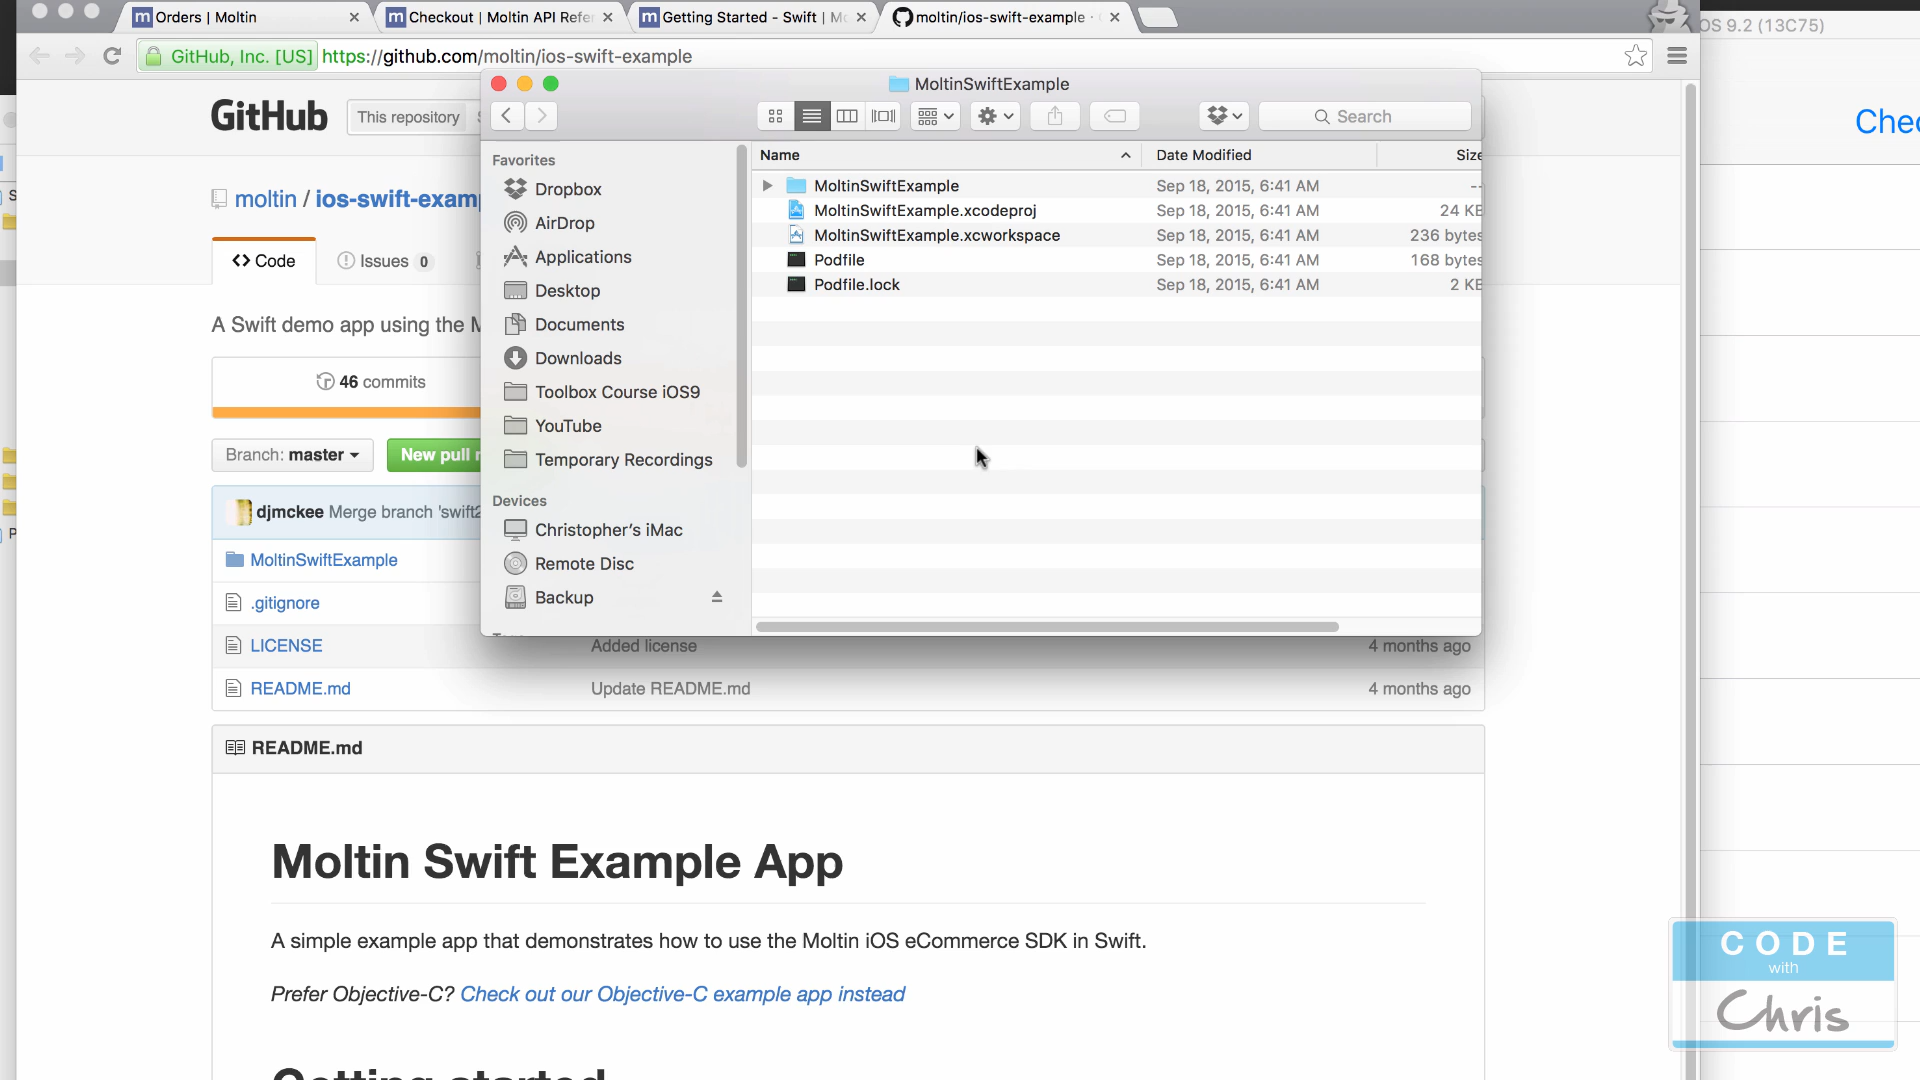 Orders | Moltin
Checkout | Moltin API Refe
Getting Started - Swift | M
moltin/ios-swift-example ·
OS 9.2 (13C75)
GitHub, Inc. [US] https://github.com/moltin/ios-swift-example
MoltinSwiftExample
Search
GitHub
This repository
Chec
Favorites
Dropbox
AirDrop
Applications
Desktop
Documents
Downloads
Toolbox Course iOS9
YouTube
Temporary Recordings
Devices
Christopher's iMac
Remote Disc
Backup
Name Date Modified Size
MoltinSwiftExample Sep 18, 2015, 6:41 AM --
MoltinSwiftExample.xcodeproj Sep 18, 2015, 6:41 AM 24 KB
MoltinSwiftExample.xcworkspace Sep 18, 2015, 6:41 AM 236 bytes
Podfile Sep 18, 2015, 6:41 AM 168 bytes
Podfile.lock Sep 18, 2015, 6:41 AM 2 KB
moltin / ios-swift-examp
Code
Issues 0
A Swift demo app using the M
46 commits
Branch: master
New pull r
djmckee Merge branch 'swift2
MoltinSwiftExample
.gitignore
LICENSE Added license 4 months ago
README.md Update README.md 4 months ago
README.md
Moltin Swift Example App
A simple example app that demonstrates how to use the Moltin iOS eCommerce SDK in Swift.
Prefer Objective-C? Check out our Objective-C example app instead
Getting started
CODE
with
Chris